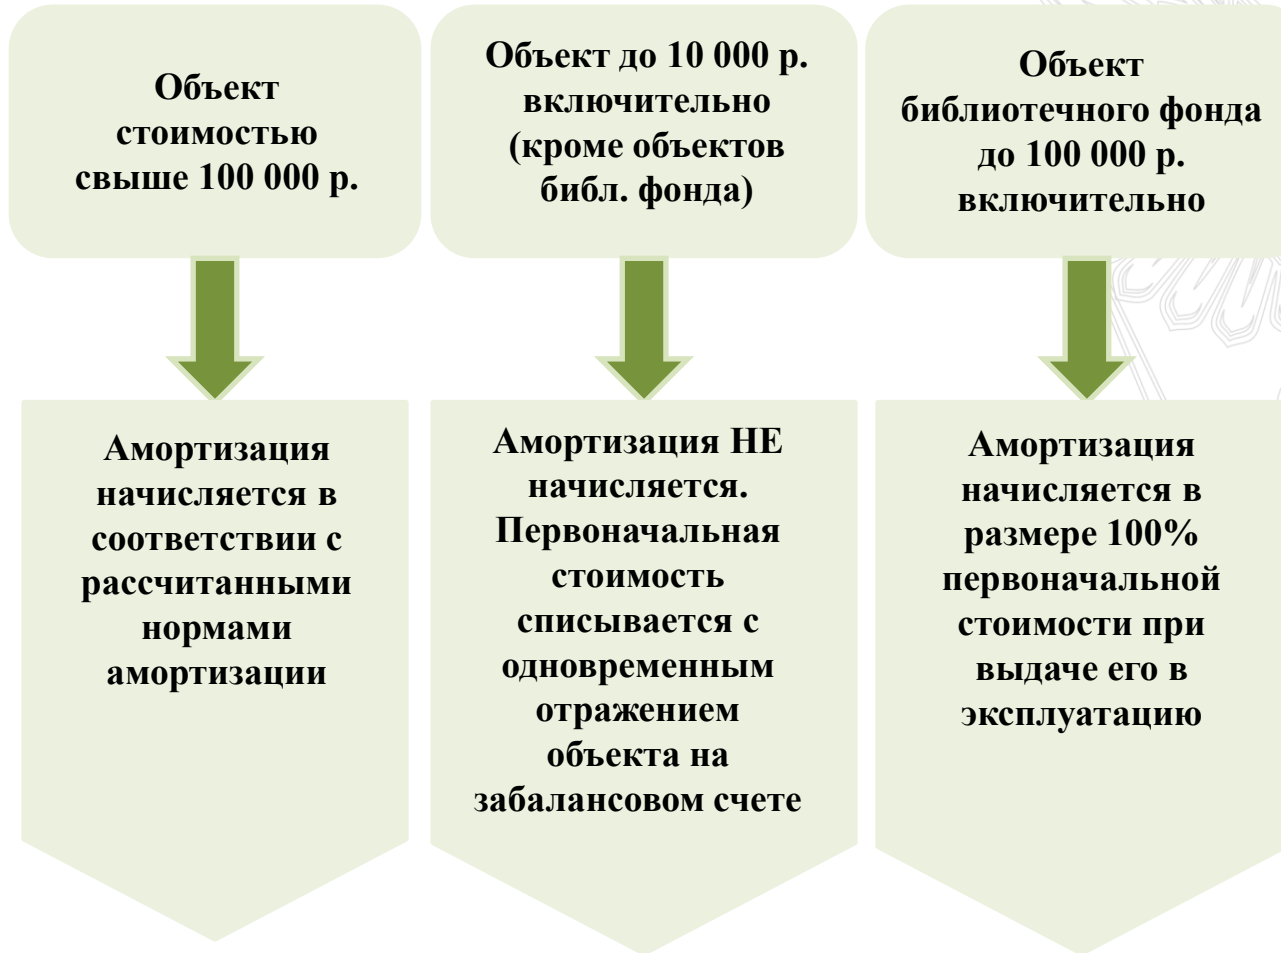 Объект
стоимостью
свыше 100 000 р.
Объект до 10 000 р.
включительно
(кроме объектов
библ. фонда)
Объект
библиотечного фонда
до 100 000 р.
включительно
Амортизация
начисляется в
соответствии с
рассчитанными
нормами
амортизации
Амортизация НЕ
начисляется.
Первоначальная
стоимость
списывается с
одновременным
отражением
объекта на
забалансовом счете
Амортизация
начисляется в
размере 100%
первоначальной
стоимости при
выдаче его в
эксплуатацию